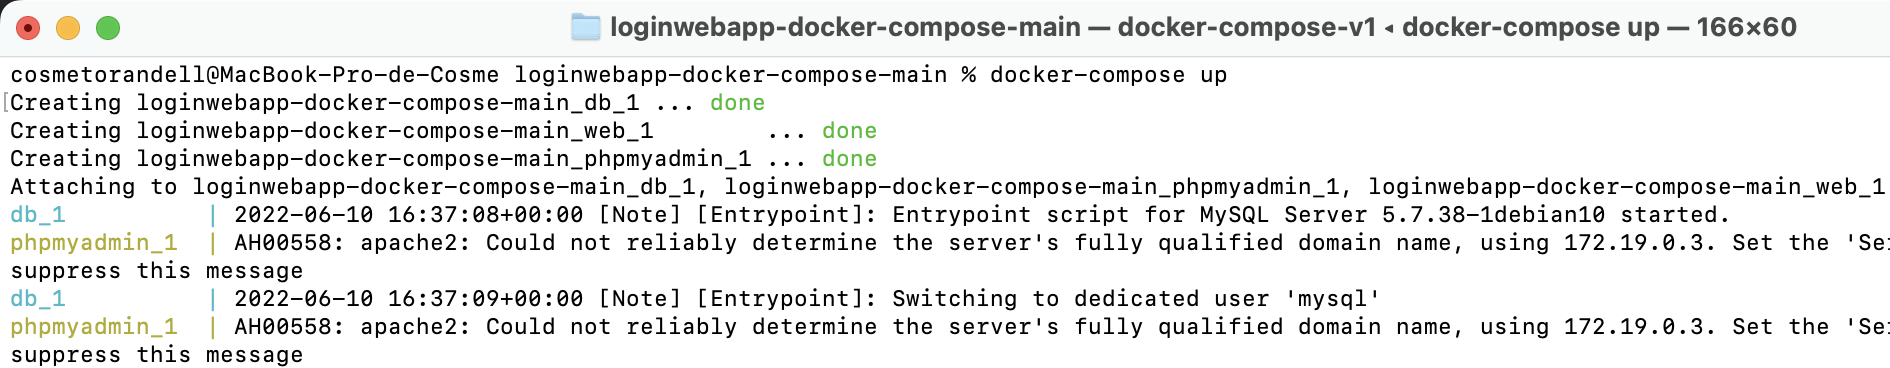 loginwebapp-docker-compose-main — docker-compose-v1 ◂ docker-compose up — 166×60
cosmetorandell@MacBook-Pro-de-Cosme loginwebapp-docker-compose-main % docker-compose up
[Creating loginwebapp-docker-compose-main_db_1 ... done
Creating loginwebapp-docker-compose-main_web_1        ... done
Creating loginwebapp-docker-compose-main_phpmyadmin_1 ... done
Attaching to loginwebapp-docker-compose-main_db_1, loginwebapp-docker-compose-main_phpmyadmin_1, loginwebapp-docker-compose-main_web_1
db_1          | 2022-06-10 16:37:08+00:00 [Note] [Entrypoint]: Entrypoint script for MySQL Server 5.7.38-1debian10 started.
phpmyadmin_1  | AH00558: apache2: Could not reliably determine the server's fully qualified domain name, using 172.19.0.3. Set the 'Se
suppress this message
db_1          | 2022-06-10 16:37:09+00:00 [Note] [Entrypoint]: Switching to dedicated user 'mysql'
phpmyadmin_1  | AH00558: apache2: Could not reliably determine the server's fully qualified domain name, using 172.19.0.3. Set the 'Se
suppress this message